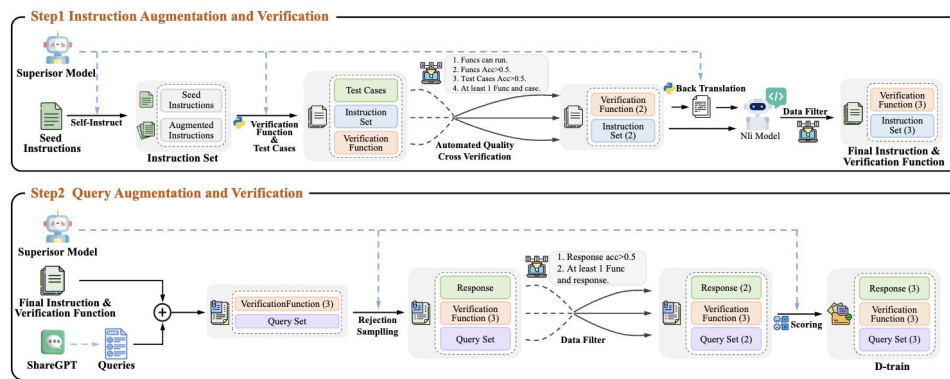 Step1 Instruction Augmentation and Verification
Superisor Model
Seed
Instructions
Self-Instruct
Seed
Instructions
Augmented
Instructions
Instruction Set
Verification
Function
&
Test Cases
Test Cases
Instruction
Set
Verification
Function
1. Funcs can run.
2. Funcs Acc>0.5.
3. Test Cases Acc>0.5.
4. At least 1 Func and case.
Automated Quality
Cross Verification
Verification
Function (2)
Instruction
Set (2)
Back Translation
Nli Model
Data Filter
Verification
Function (3)
Instruction
Set (3)
Final Instruction &
Verification Function
Step2 Query Augmentation and Verification
Superisor Model
Final Instruction &
Verification Function
ShareGPT
Queries
VerificationFunction (3)
Query Set
Rejection
Samplling
Response
Verification
Function (3)
Query Set
1. Response acc>0.5
2. At least 1 Func
and response.
Data Filter
Response (2)
Verification
Function (3)
Query Set (2)
Scoring
Response (3)
Verification
Function (3)
Query Set (3)
D-train